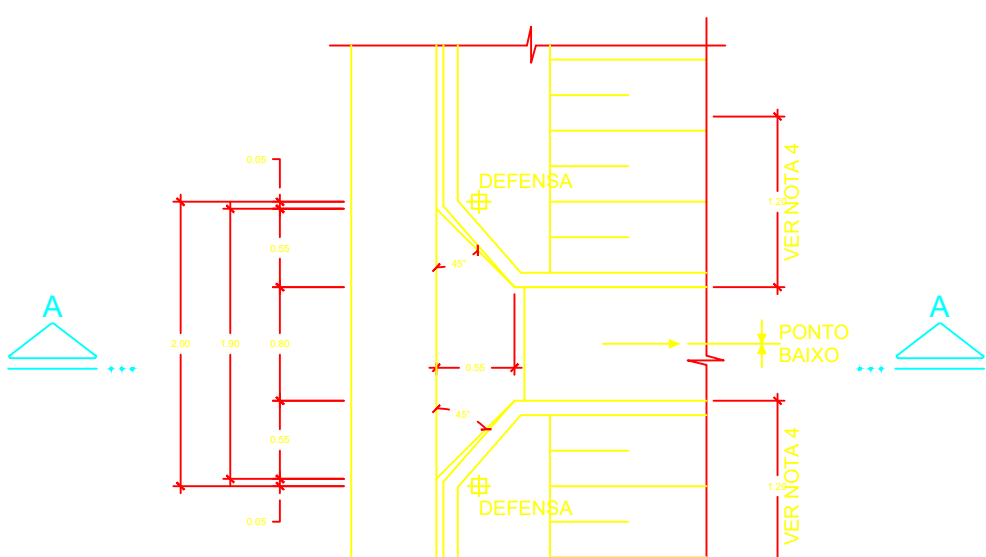 0.05
DEFENSA
VER NOTA 4
1.20
0.55
45°
A
A
2.00
1.90
0.80
PONTO
BAIXO
0.55
45°
0.55
1.20
VER NOTA 4
DEFENSA
0.05